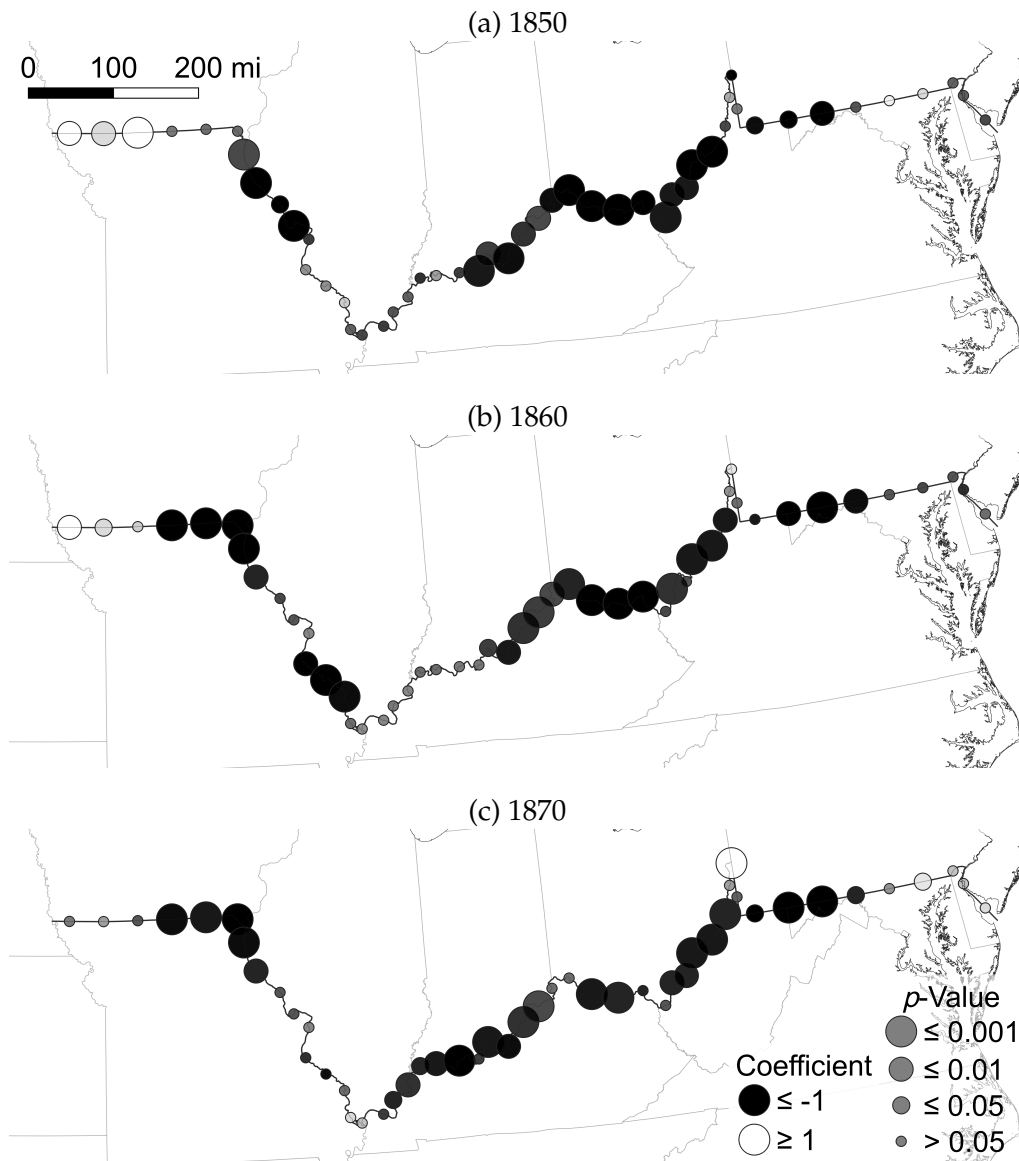 (a) 1850
0 100 200 mi
(b) 1860
(c) 1870
Coefficient
≤ -1
≥ 1
p-Value
≤ 0.001
≤ 0.01
≤ 0.05
> 0.05